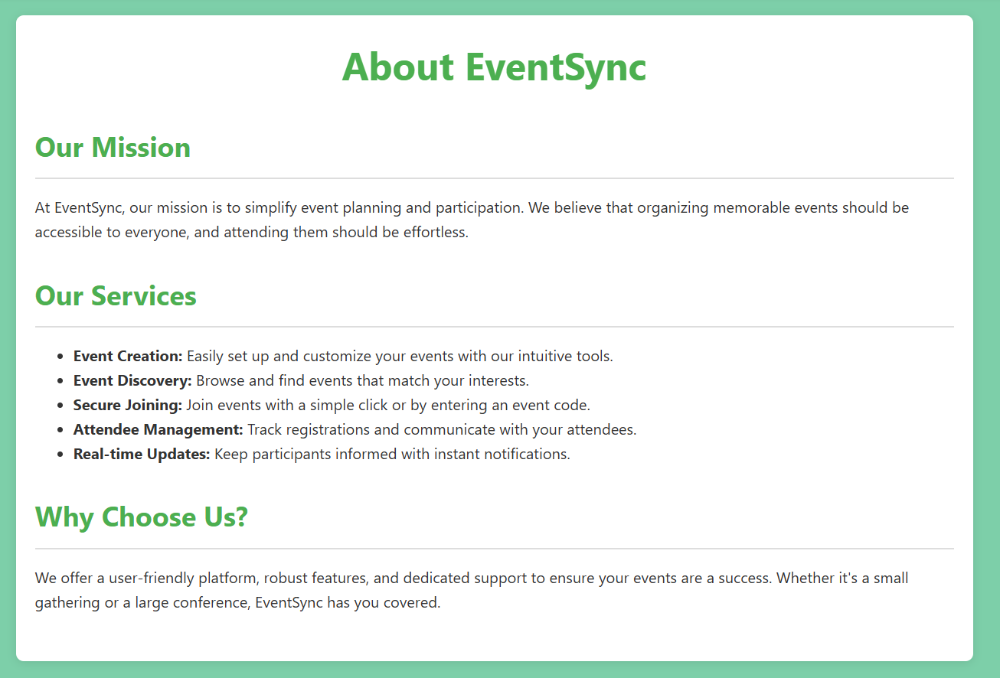 About EventSync
Our Mission
At EventSync, our mission is to simplify event planning and participation. We believe that organizing memorable events should be
accessible to everyone, and attending them should be effortless.
Our Services
• Event Creation: Easily set up and customize your events with our intuitive tools.
• Event Discovery: Browse and find events that match your interests.
• Secure Joining: Join events with a simple click or by entering an event code.
• Attendee Management: Track registrations and communicate with your attendees.
• Real-time Updates: Keep participants informed with instant notifications.
Why Choose Us?
We offer a user-friendly platform, robust features, and dedicated support to ensure your events are a success. Whether it's a small
gathering or a large conference, EventSync has you covered.